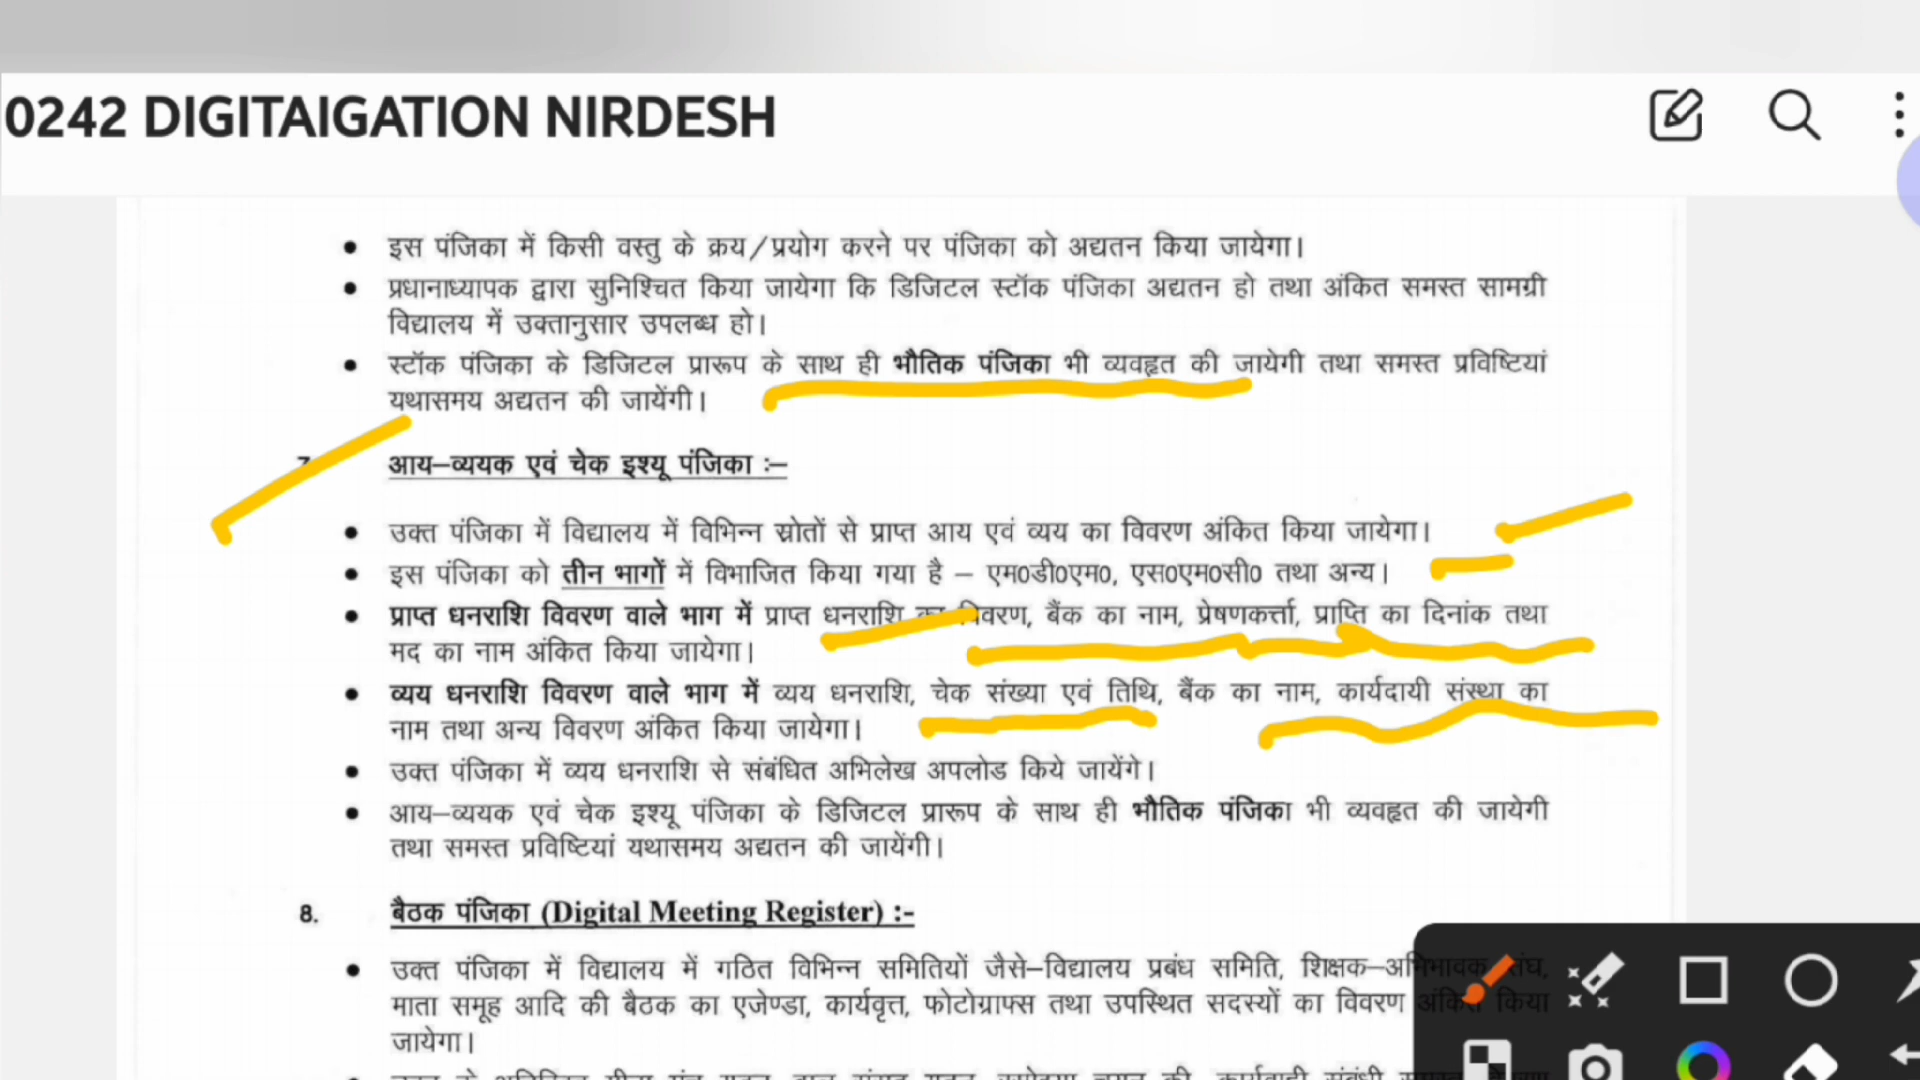 0242 DIGITAIGATION NIRDESH
• इस पंजिका में किसी वस्तु के क्रय/प्रयोग करने पर पंजिका को अद्यतन किया जायेगा।
• प्रधानाध्यापक द्वारा सुनिश्चित किया जायेगा कि डिजिटल स्टॉक पंजिका अद्यतन हो तथा अंकित समस्त सामग्री
विद्यालय में उक्तानुसार उपलब्ध हो।
• स्टॉक पंजिका के डिजिटल प्रारूप के साथ ही भौतिक पंजिका भी व्यवहृत की जायेगी तथा समस्त प्रविष्टियां
यथासमय अद्यतन की जायेंगी।
आय–व्ययक एवं चेक इश्यू पंजिका :–
• उक्त पंजिका में विद्यालय में विभिन्न स्रोतों से प्राप्त आय एवं व्यय का विवरण अंकित किया जायेगा।
• इस पंजिका को तीन भागों में विभाजित किया गया है – एम0डी0एम0, एस0एम0सी0 तथा अन्य।
• प्राप्त धनराशि विवरण वाले भाग में प्राप्त धनराशि का विवरण, बैंक का नाम, प्रेषणकर्त्ता, प्राप्ति का दिनांक तथा
मद का नाम अंकित किया जायेगा।
• व्यय धनराशि विवरण वाले भाग में व्यय धनराशि, चेक संख्या एवं तिथि, बैंक का नाम, कार्यदायी संस्था का
नाम तथा अन्य विवरण अंकित किया जायेगा।
• उक्त पंजिका में व्यय धनराशि से संबंधित अभिलेख अपलोड किये जायेंगे।
• आय–व्ययक एवं चेक इश्यू पंजिका के डिजिटल प्रारूप के साथ ही भौतिक पंजिका भी व्यवहृत की जायेगी
तथा समस्त प्रविष्टियां यथासमय अद्यतन की जायेंगी।
8. बैठक पंजिका (Digital Meeting Register) :-
• उक्त पंजिका में विद्यालय में गठित विभिन्न समितियों जैसे–विद्यालय प्रबंध समिति, शिक्षक–अभिभावक संघ,
माता समूह आदि की बैठक का एजेण्डा, कार्यवृत्त, फोटोग्राफ्स तथा उपस्थित सदस्यों का विवरण अंकित किया
जायेगा।